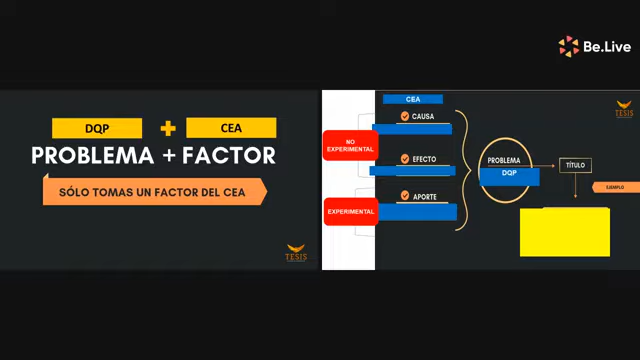 Be.Live
DQP
CEA
PROBLEMA + FACTOR
SÓLO TOMAS UN FACTOR DEL CEA
TESIS
CEA
CAUSA
NO
EXPERIMENTAL
EFECTO
EXPERIMENTAL
APORTE
PROBLEMA
DQP
TÍTULO
EJEMPLO
TESIS